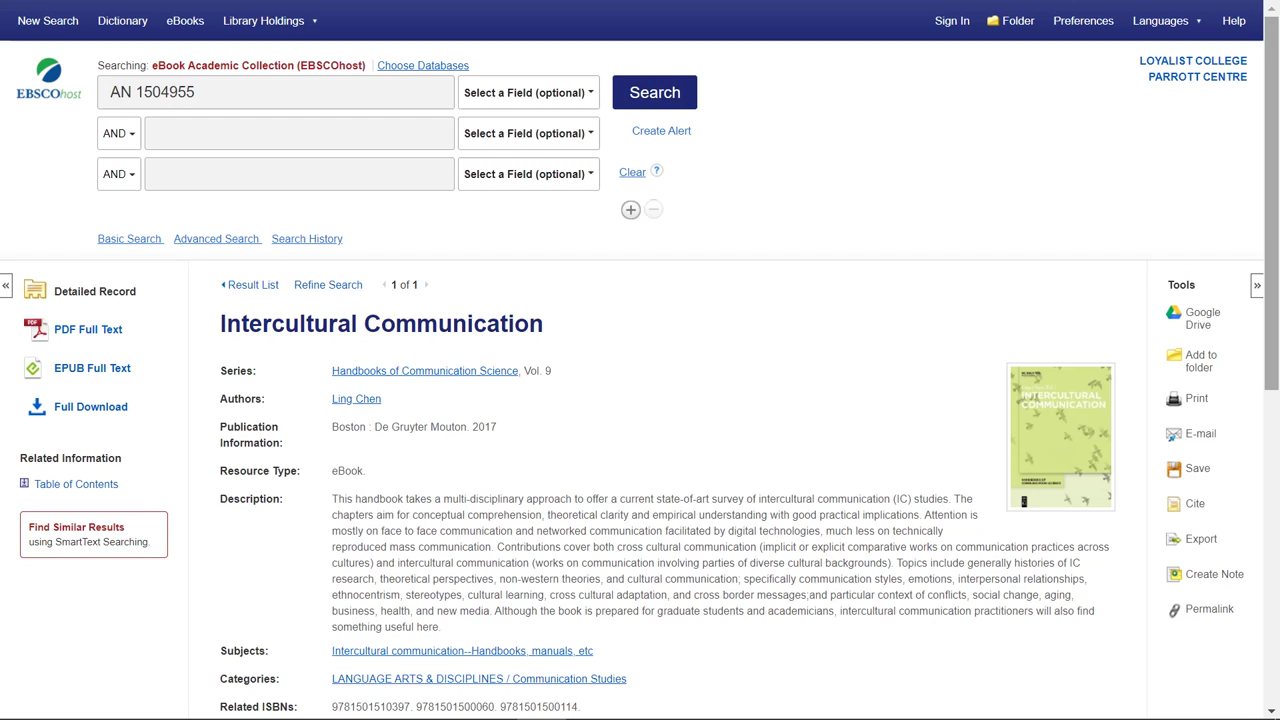 New Search Dictionary eBooks Library Holdings Sign In Folder Preferences Languages Help
Searching: eBook Academic Collection (EBSCOhost) Choose Databases
LOYALIST COLLEGE
PARROTT CENTRE
EBSCOhost
AN 1504955 Select a Field (optional) Search
AND Select a Field (optional) Create Alert
AND Select a Field (optional) Clear ?
Basic Search Advanced Search Search History
Detailed Record
PDF Full Text
EPUB Full Text
Full Download
Related Information
Table of Contents
Find Similar Results
using SmartText Searching.
Result List Refine Search 1 of 1
Intercultural Communication
Series: Handbooks of Communication Science, Vol. 9
Authors: Ling Chen
Publication Information: Boston : De Gruyter Mouton. 2017
Resource Type: eBook.
Description: This handbook takes a multi-disciplinary approach to offer a current state-of-art survey of intercultural communication (IC) studies. The
chapters aim for conceptual comprehension, theoretical clarity and empirical understanding with good practical implications. Attention is
mostly on face to face communication and networked communication facilitated by digital technologies, much less on technically
reproduced mass communication. Contributions cover both cross cultural communication (implicit or explicit comparative works on communication practices across
cultures) and intercultural communication (works on communication involving parties of diverse cultural backgrounds). Topics include generally histories of IC
research, theoretical perspectives, non-western theories, and cultural communication; specifically communication styles, emotions, interpersonal relationships,
ethnocentrism, stereotypes, cultural learning, cross cultural adaptation, and cross border messages;and particular context of conflicts, social change, aging,
business, health, and new media. Although the book is prepared for graduate students and academicians, intercultural communication practitioners will also find
something useful here.
Subjects: Intercultural communication--Handbooks, manuals, etc
Categories: LANGUAGE ARTS & DISCIPLINES / Communication Studies
Related ISBNs: 9781501510397. 9781501500060. 9781501500114.
INTERCULTURAL
COMMUNICATION
Tools
Google
Drive
Add to
folder
Print
E-mail
Save
Cite
Export
Create Note
Permalink